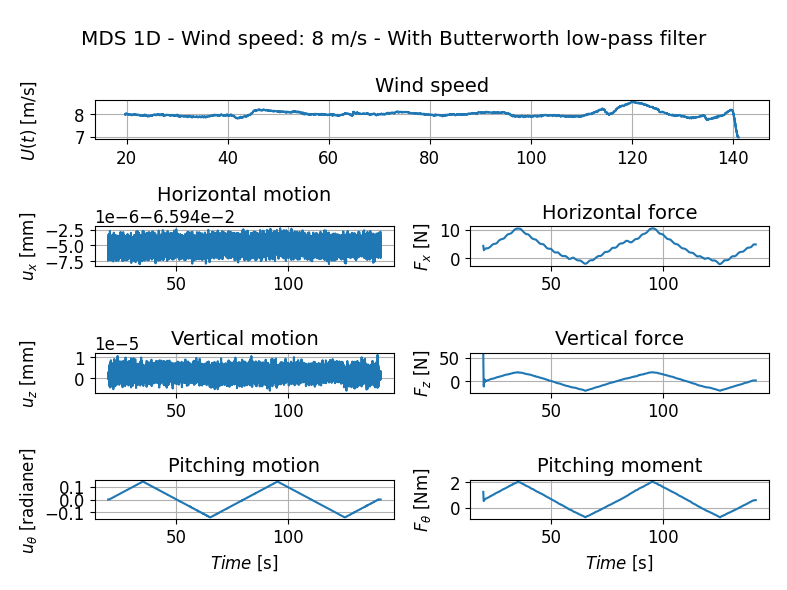 MDS 1D - Wind speed: 8 m/s - With Butterworth low-pass filter
Wind speed
U(t) [m/s]
8
7
20 40 60 80 100 120 140
Horizontal motion
1e−6−6.594e−2
u_x [mm]
−2.5
−5.0
−7.5
50 100
Horizontal force
F_x [N]
10
0
50 100
Vertical motion
1e−5
u_z [mm]
1
0
50 100
Vertical force
F_z [N]
50
0
50 100
Pitching motion
u_θ [radianer]
0.1
0.0
−0.1
50 100
Time [s]
Pitching moment
F_θ [Nm]
2
0
50 100
Time [s]